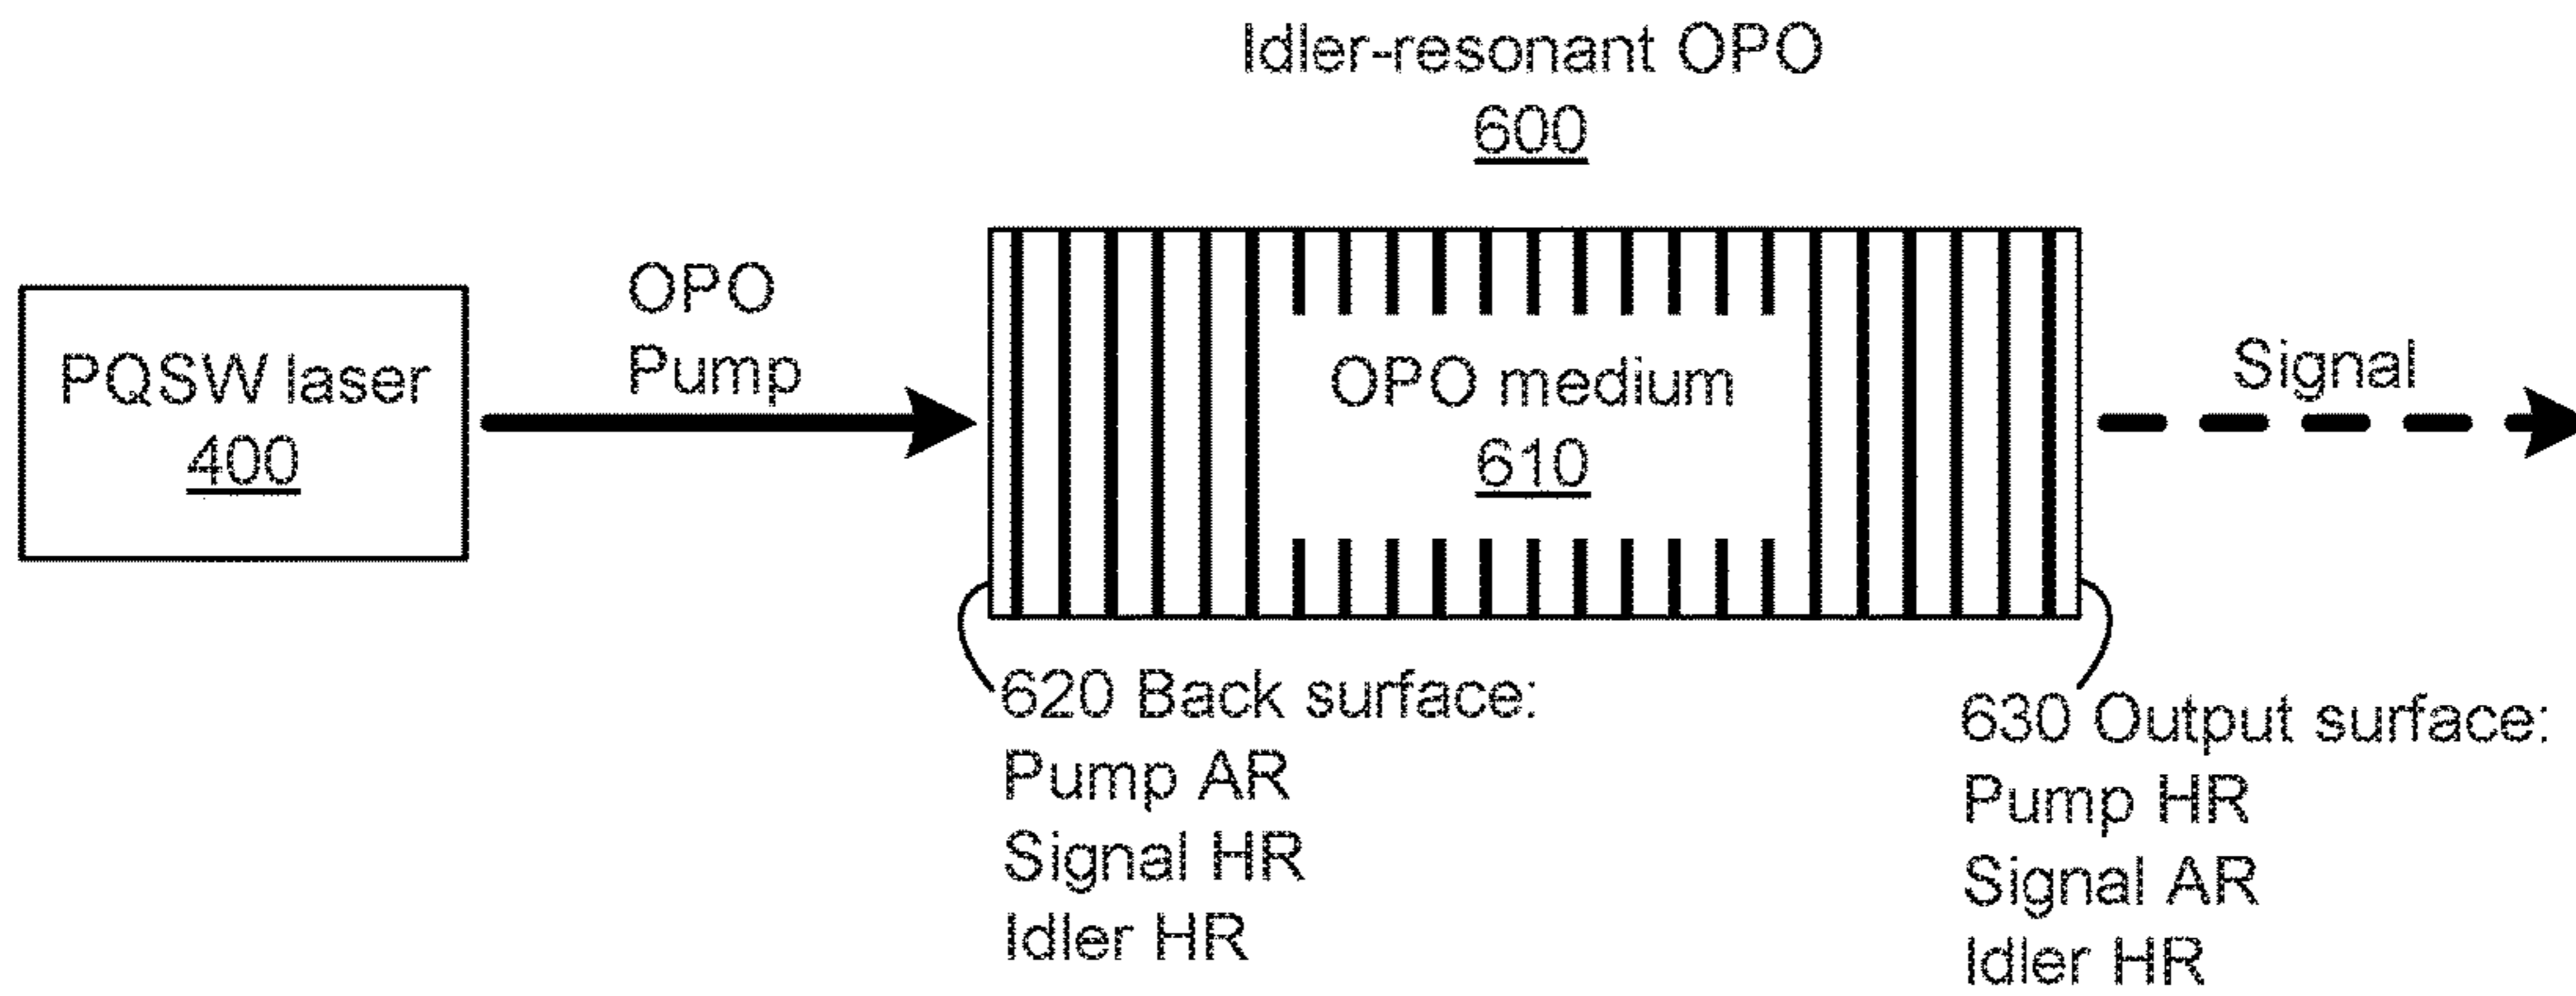 Idler-resonant OPO
600
OPO
Pump
PQSW laser
400
OPO medium
610
Signal
620 Back surface:
Pump AR
Signal HR
Idler HR
630 Output surface:
Pump HR
Signal AR
Idler HR